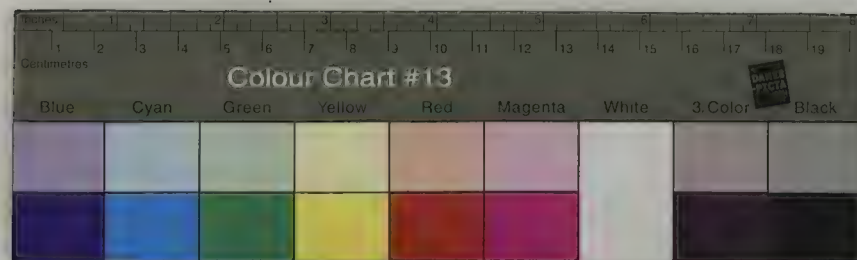 Inches 1 2 3 4 5 6 7
1 2 3 4 5 6 7 8 9 10 11 12 13 14 15 16 17 18 19
Centimetres
Colour Chart #13
DANES
PICTA
Blue Cyan Green Yellow Red Magenta White 3.Color Black